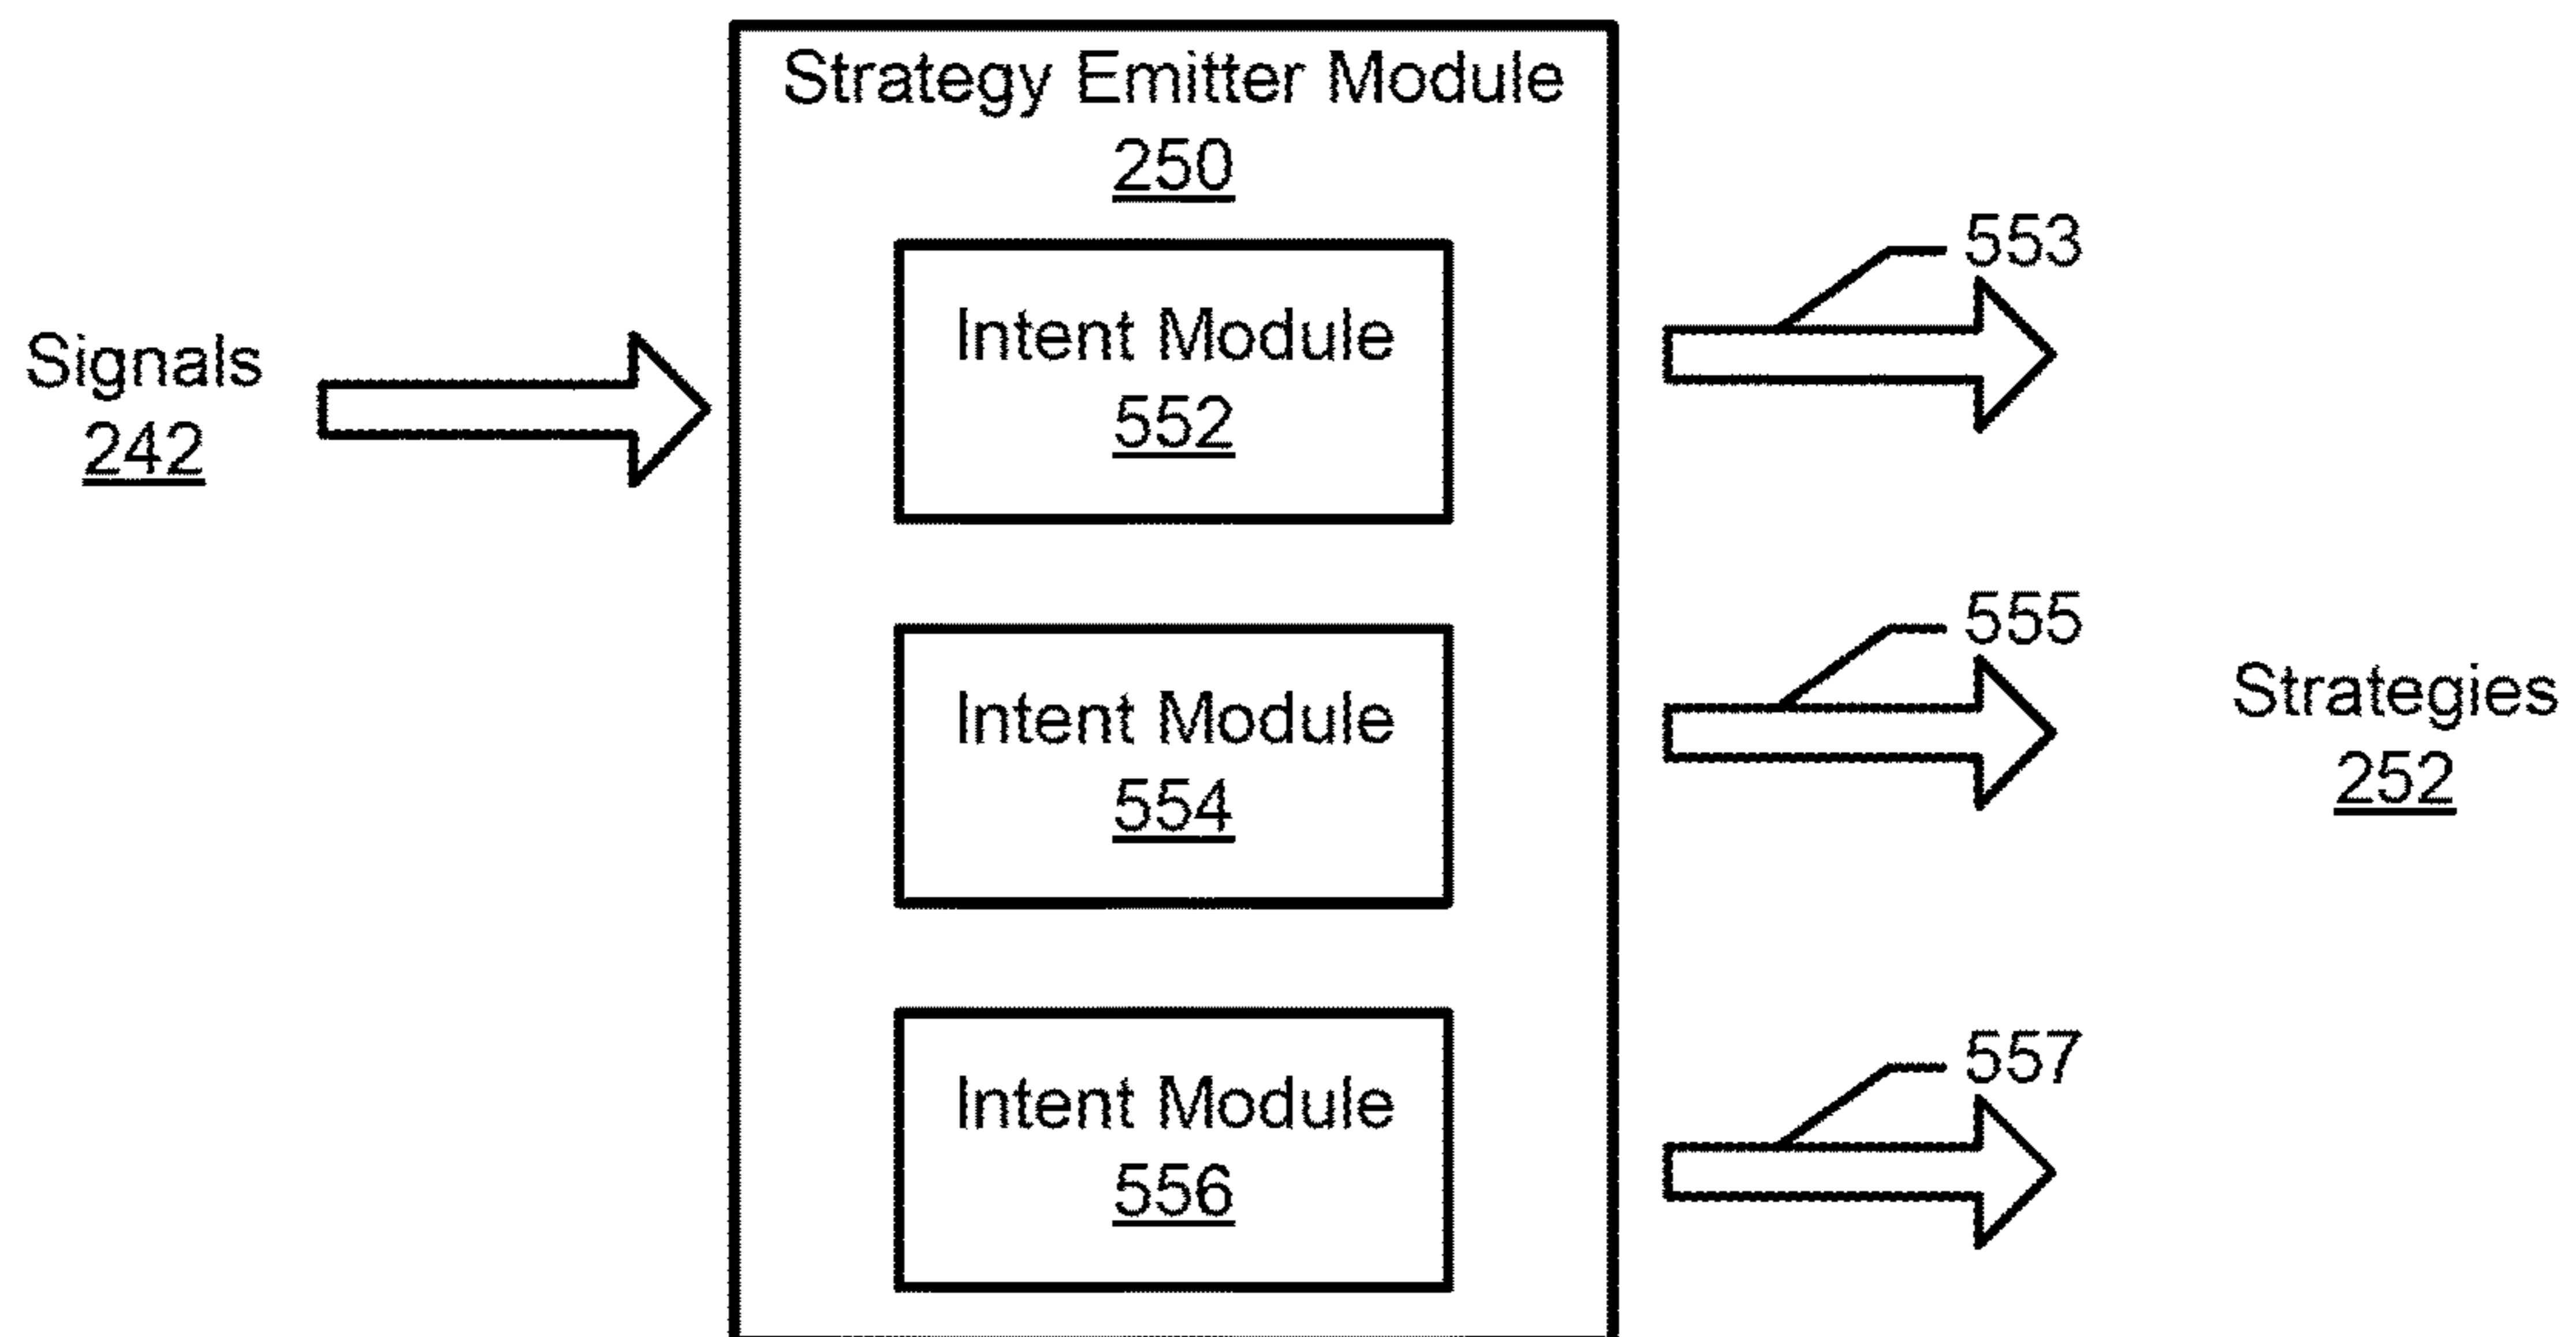 Strategy Emitter Module
250
Signals
242
Intent Module
552
553
Intent Module
554
555
Strategies
252
Intent Module
556
557